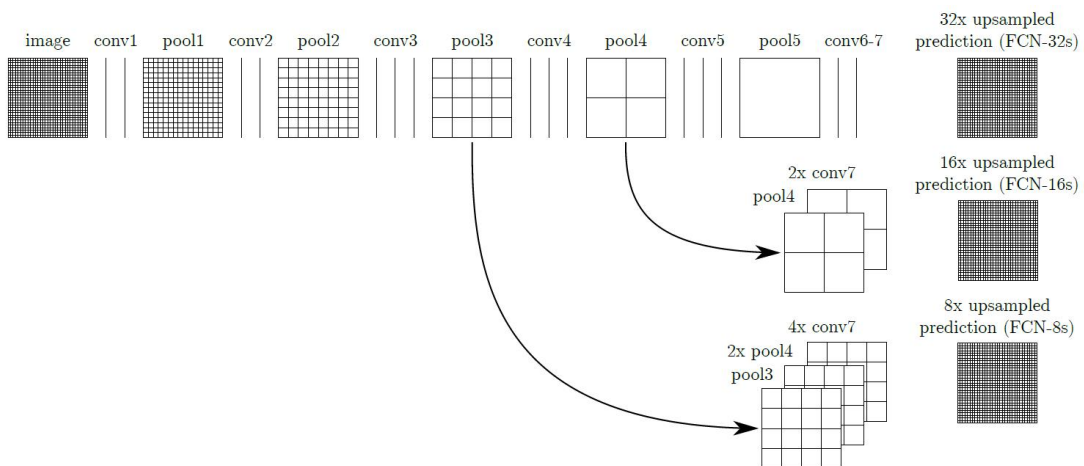 image conv1 pool1 conv2 pool2 conv3 pool3 conv4 pool4 conv5 pool5 conv6-7
32x upsampled
prediction (FCN-32s)
16x upsampled
prediction (FCN-16s)
2x conv7
pool4
8x upsampled
prediction (FCN-8s)
4x conv7
2x pool4
pool3